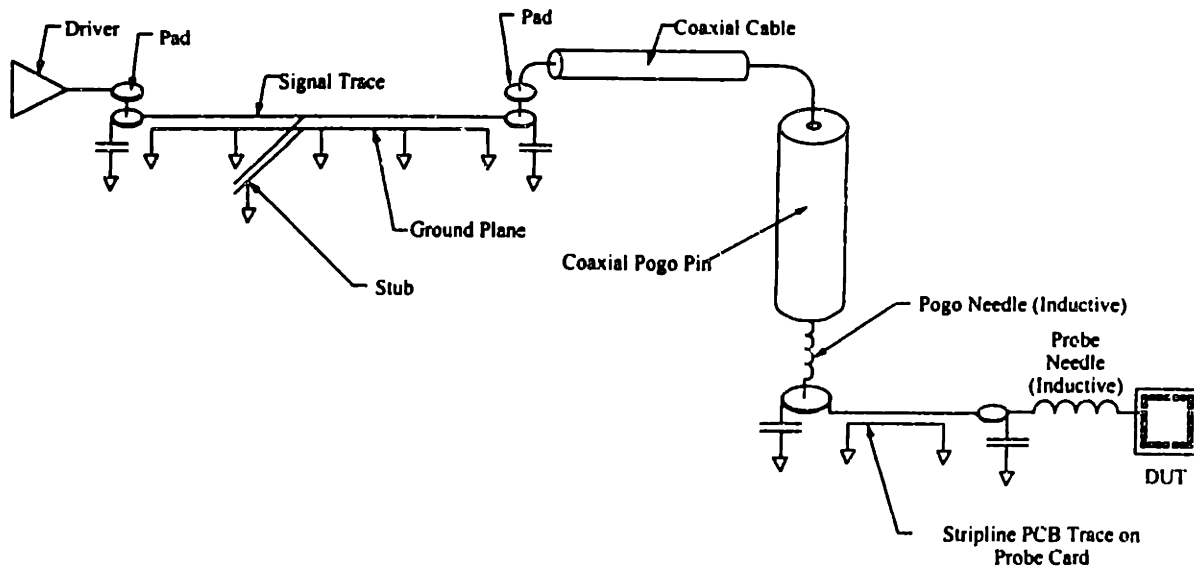 Driver
Pad
Pad
Coaxial Cable
Signal Trace
Ground Plane
Stub
Coaxial Pogo Pin
Pogo Needle (Inductive)
Probe
Needle
(Inductive)
DUT
Stripline PCB Trace on
Probe Card